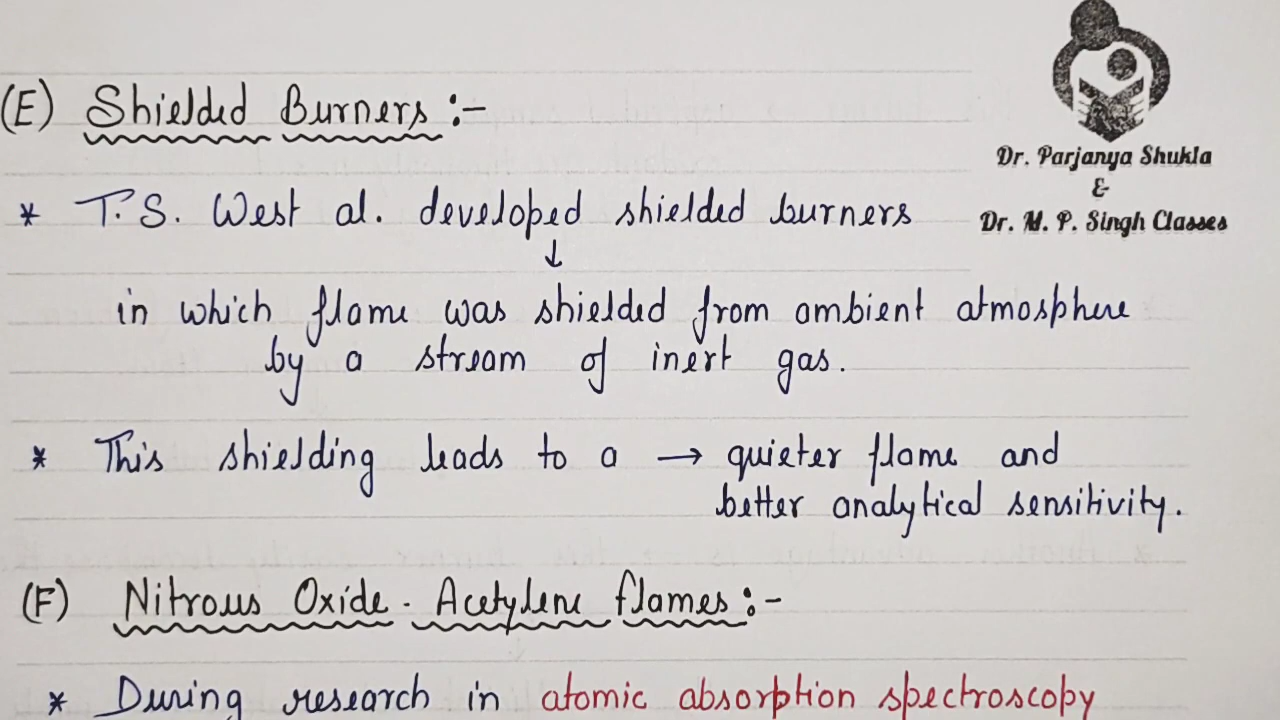 (E) Shielded Burners :-
Dr. Parjanya Shukla
&
Dr. M. P. Singh Classes
* T. S. West al. developed shielded burners
↓
in which flame was shielded from ambient atmosphere
by a stream of inert gas.
* This shielding leads to a → quieter flame and
better analytical sensitivity.
(F) Nitrous Oxide - Acetylene flames :-
* During research in atomic absorption spectroscopy